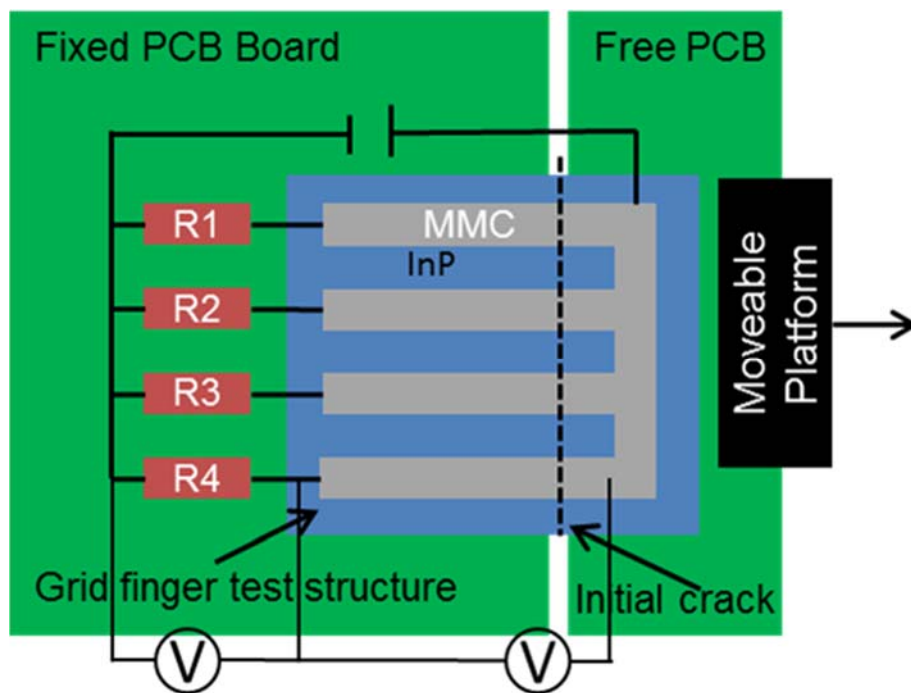 Fixed PCB Board
Free PCB
R1
MMC
InP
R2
R3
R4
Moveable
Platform
Grid finger test structure
Initial crack
V
V